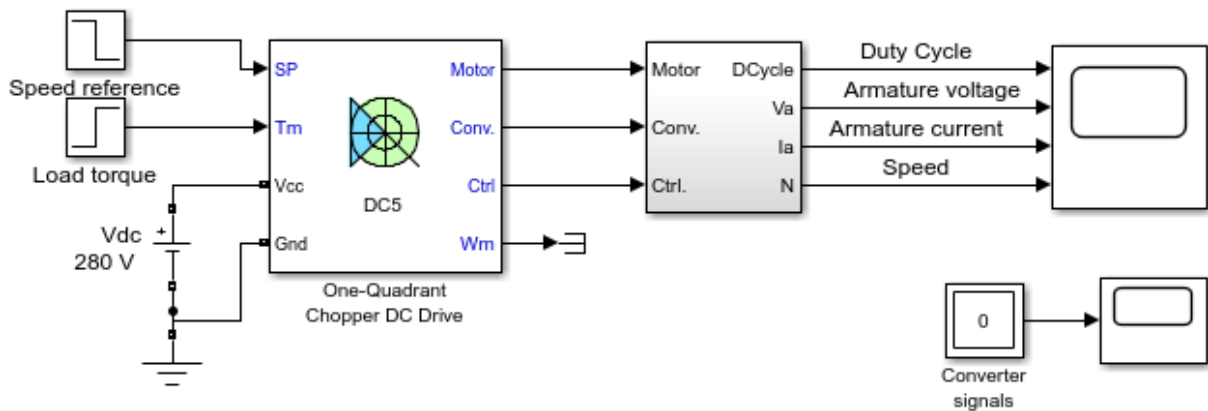 Speed reference
Load torque
Vdc
+
280 V
SP
Tm
Vcc
Gnd
DC5
Motor
Conv.
Ctrl
Wm
One-Quadrant
Chopper DC Drive
Motor
Conv.
Ctrl.
DCycle
Va
Ia
N
Duty Cycle
Armature voltage
Armature current
Speed
0
Converter
signals